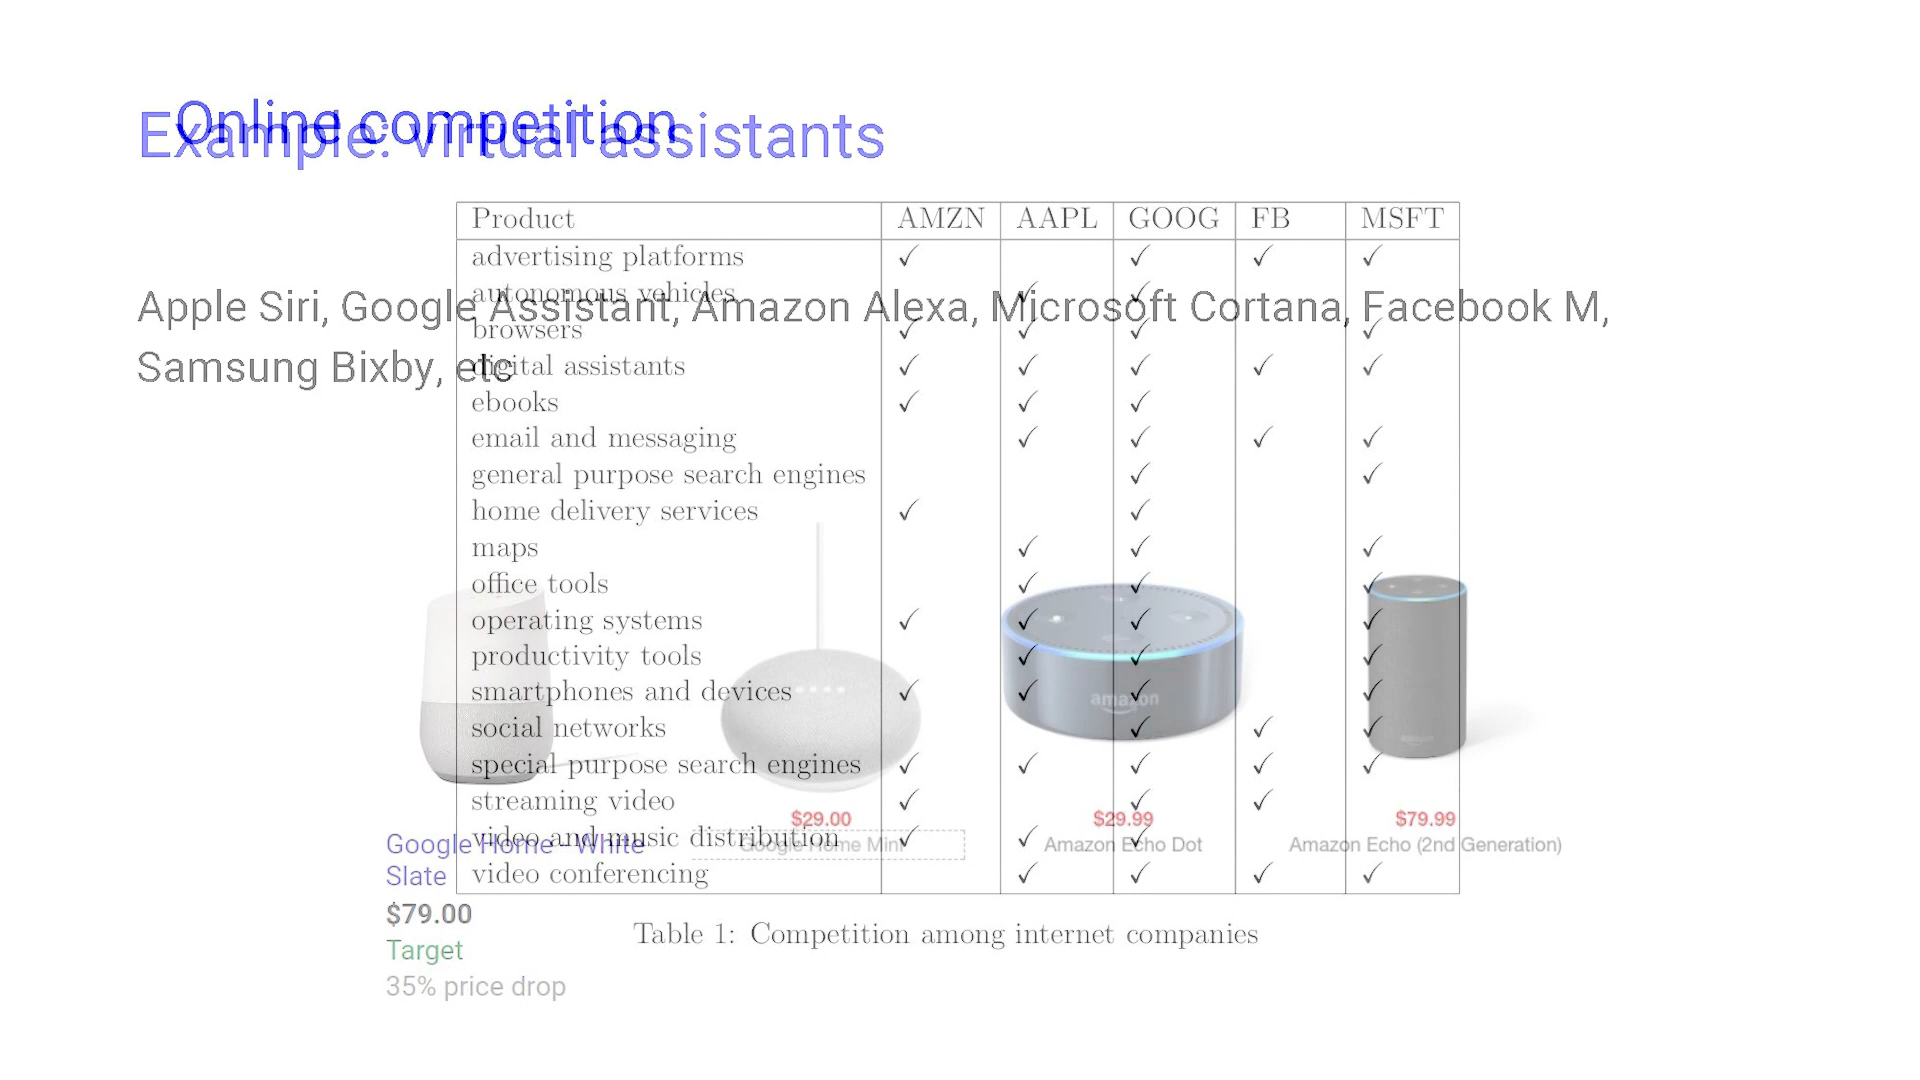 Online competition
Example: virtual assistants
Product AMZN AAPL GOOG FB MSFT
advertising platforms ✓ ✓ ✓ ✓
autonomous vehicles ✓ ✓
Apple Siri, Google Assistant, Amazon Alexa, Microsoft Cortana, Facebook M,
browsers ✓ ✓ ✓ ✓
Samsung Bixby, etc
digital assistants ✓ ✓ ✓ ✓ ✓
ebooks ✓ ✓ ✓
email and messaging ✓ ✓ ✓ ✓
general purpose search engines ✓ ✓
home delivery services ✓ ✓
maps ✓ ✓ ✓
office tools ✓ ✓ ✓
operating systems ✓ ✓ ✓ ✓
productivity tools ✓ ✓ ✓
smartphones and devices ✓ ✓ ✓ ✓
amazon
social networks ✓ ✓ ✓
special purpose search engines ✓ ✓ ✓ ✓ ✓
streaming video ✓ ✓ ✓
$29.00 $29.99 $79.99
video and music distribution ✓ ✓ ✓
Google Home - White
Google Home Mini Amazon Echo Dot Amazon Echo (2nd Generation)
Slate
video conferencing ✓ ✓ ✓ ✓
$79.00
Table 1: Competition among internet companies
Target
35% price drop